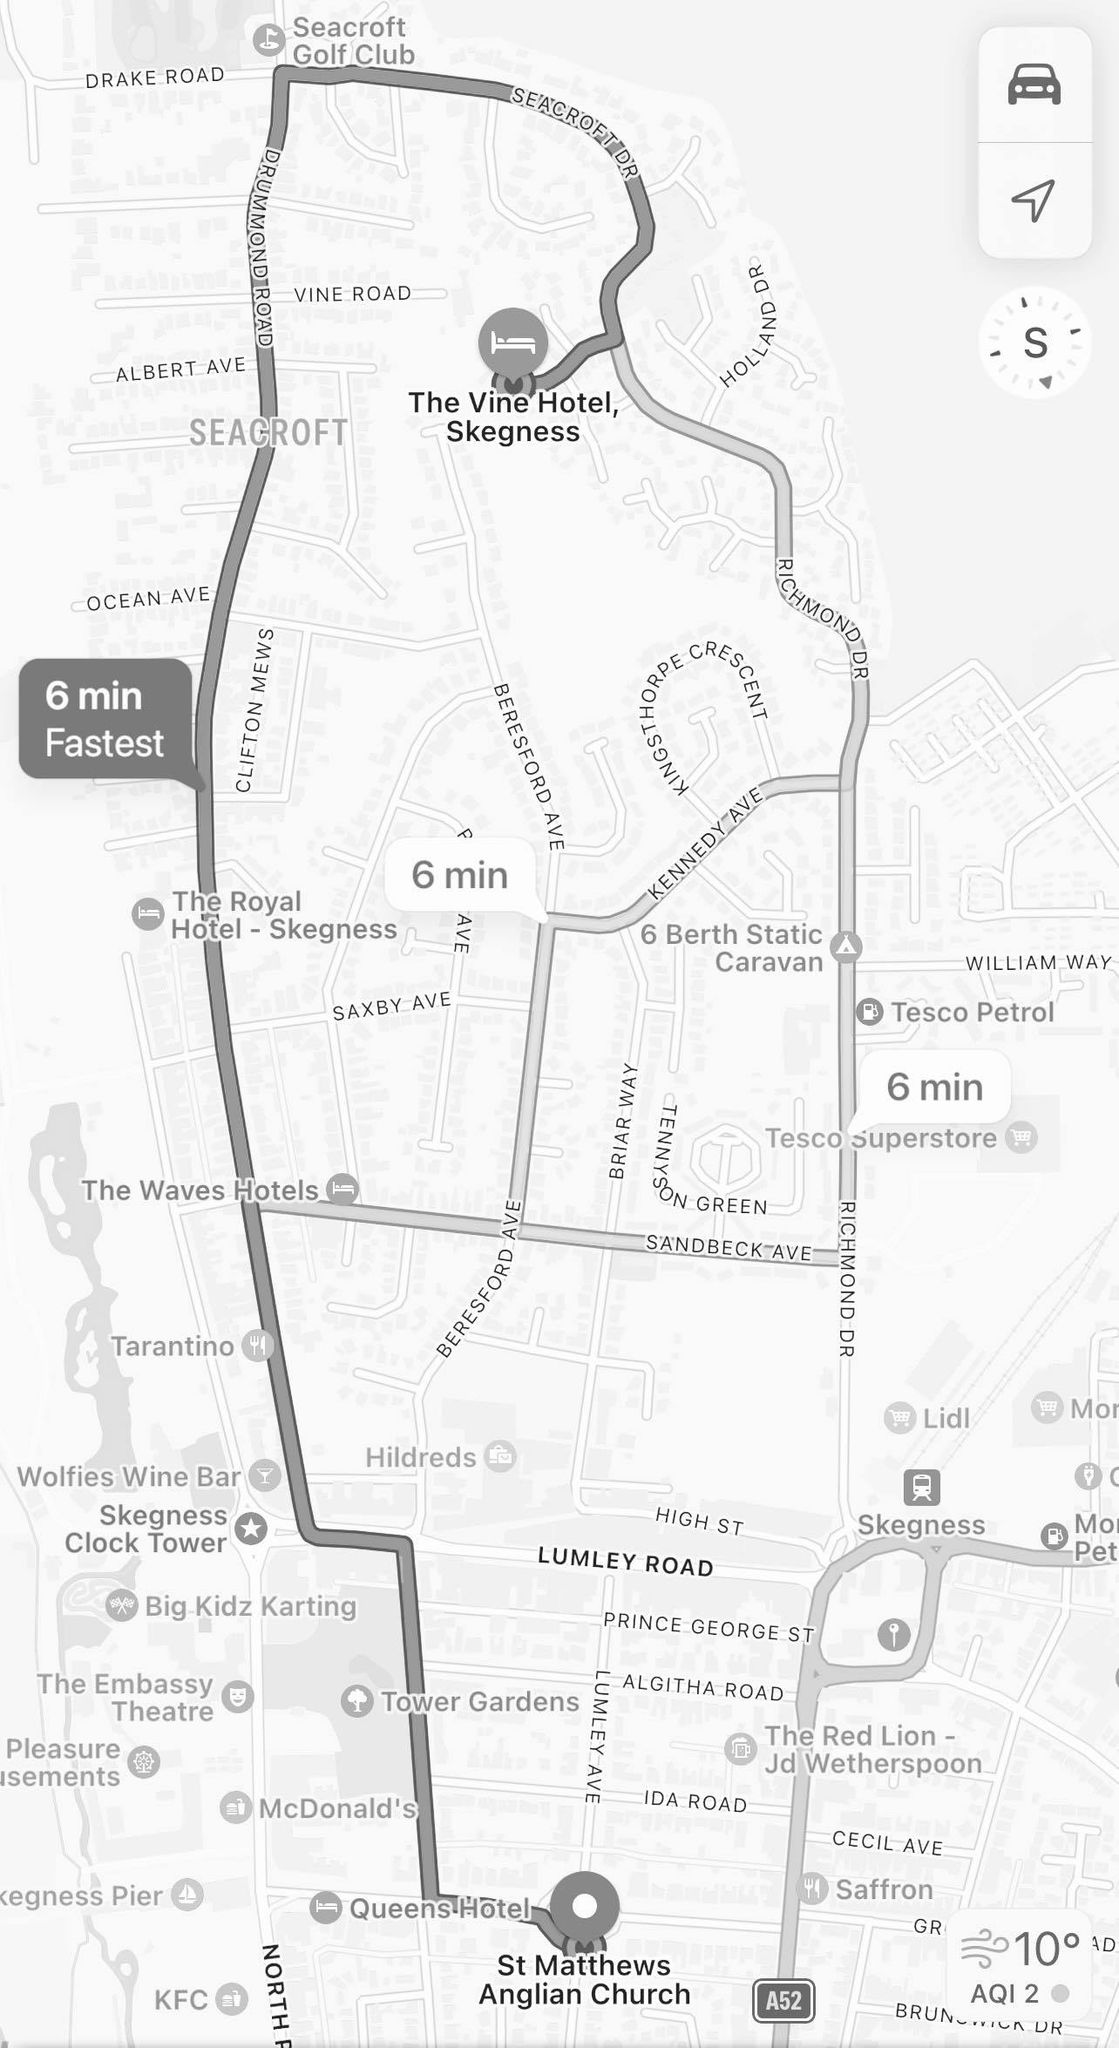 Seacroft
Golf Club
DRAKE ROAD
SEACROFT DR
DRUMMOND ROAD
HOLLAND DR
VINE ROAD
S
ALBERT AVE
The Vine Hotel,
Skegness
SEACROFT
RICHMOND DR
OCEAN AVE
CLIFTON MEWS
KINGSTHORPE CRESCENT
6 min
Fastest
BERESFORD AVE
KENNEDY AVE
6 min
AVE
The Royal
Hotel - Skegness
6 Berth Static
Caravan
WILLIAM WAY
SAXBY AVE
Tesco Petrol
6 min
BRIAR WAY
TENNYSON GREEN
Tesco Superstore
The Waves Hotels
BERESFORD AVE
SANDBECK AVE
RICHMOND DR
Tarantino
Lidl
Mor
Hildreds
Wolfies Wine Bar
Skegness
Clock Tower
HIGH ST
Skegness
Mor
Pet
LUMLEY ROAD
Big Kidz Karting
PRINCE GEORGE ST
The Embassy
Theatre
Tower Gardens
ALGITHA ROAD
LUMLEY AVE
Pleasure
usements
The Red Lion -
Jd Wetherspoon
McDonald's
IDA ROAD
CECIL AVE
kegness Pier
Queens Hotel
Saffron
GR
AD
10°
AQI 2
St Matthews
Anglian Church
NORTH P
KFC
A52
BRUNSWICK DR